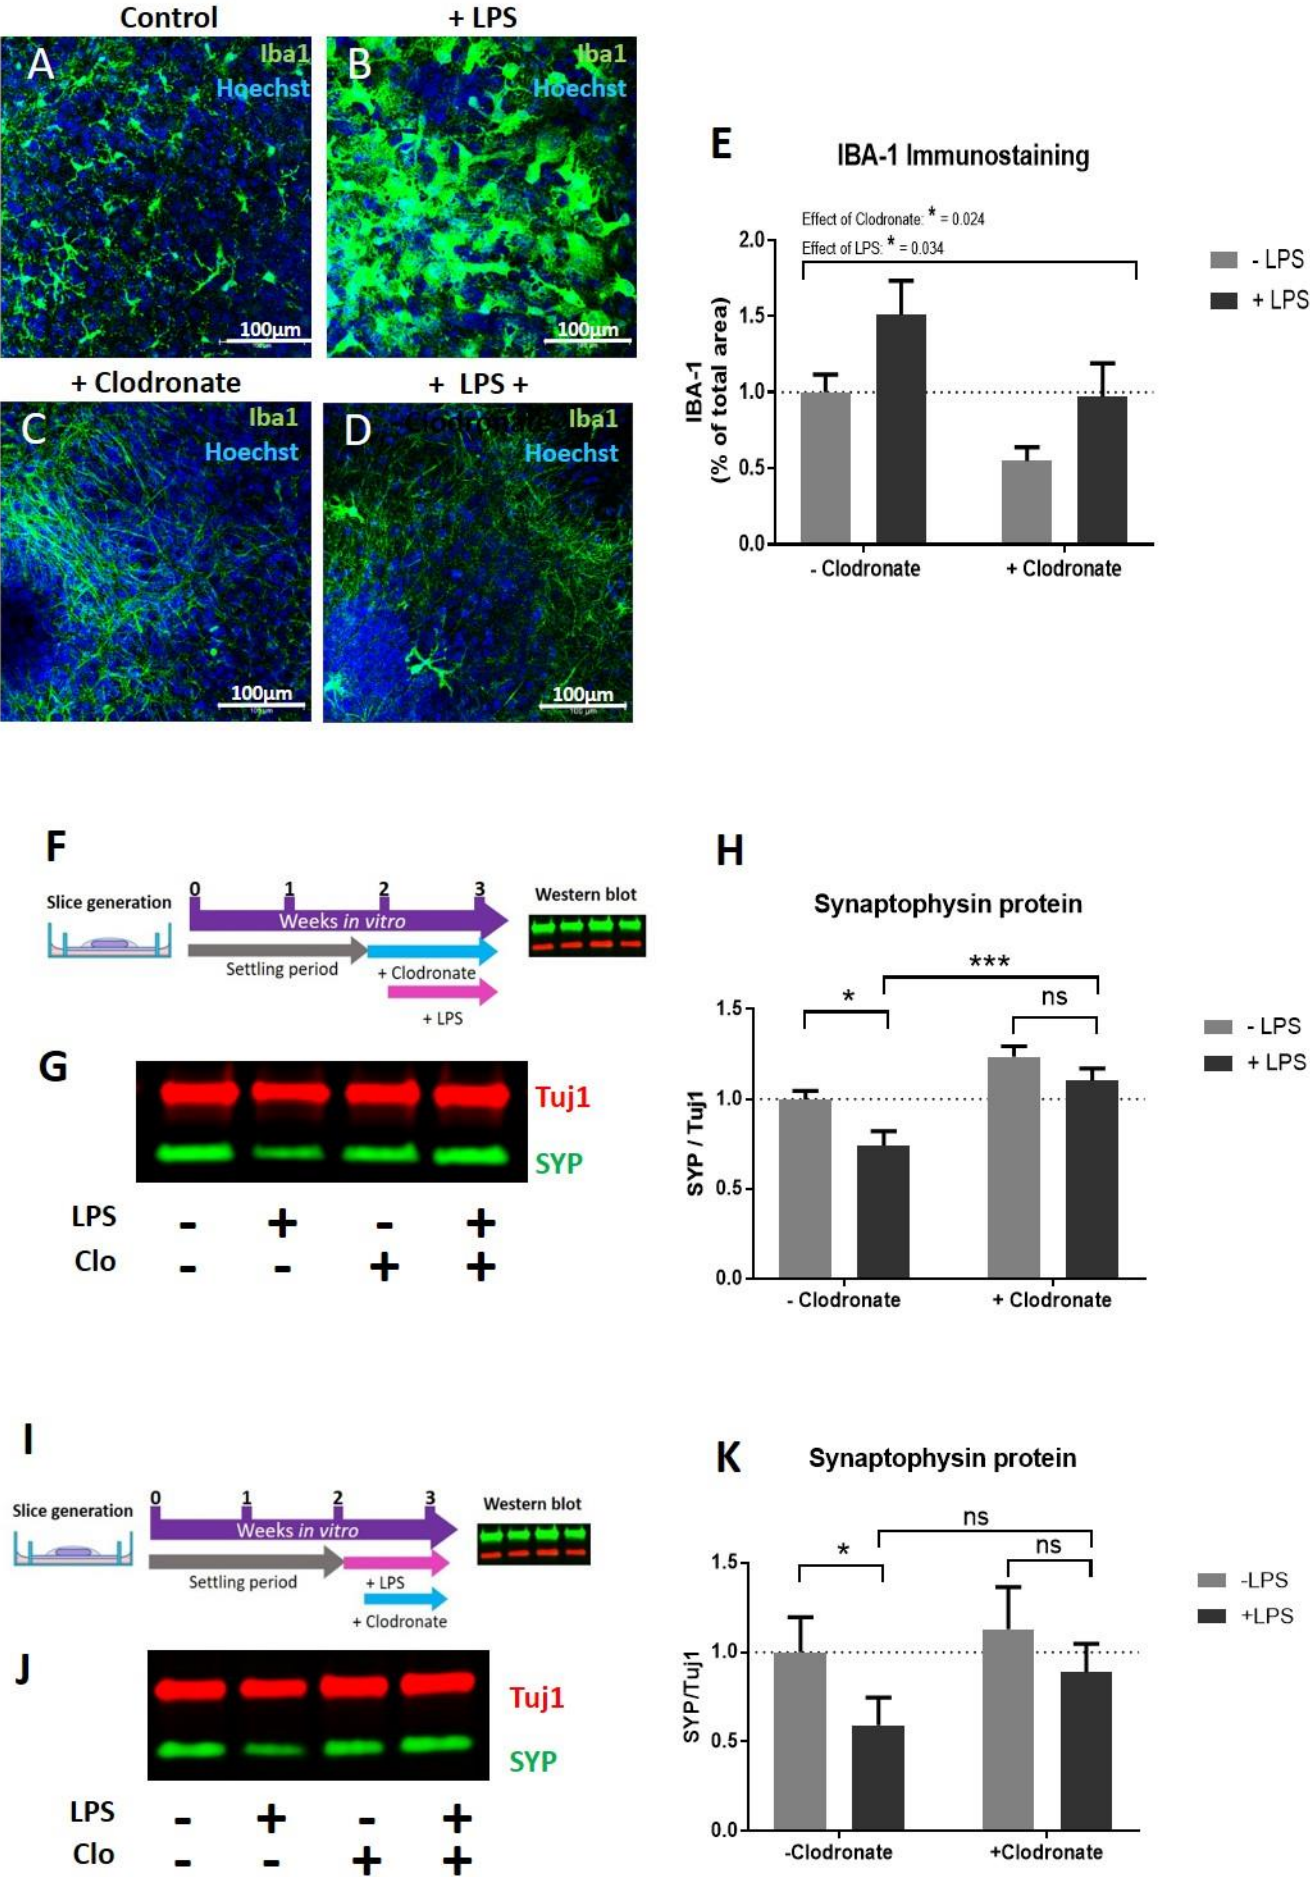 Control
+ LPS
A
Iba1
Hoechst
100µm
B
Iba1
Hoechst
100µm
+ Clodronate
+ LPS +
Clodronate
C
Iba1
Hoechst
100µm
D
Iba1
Hoechst
100µm
100 µm
E
IBA-1 Immunostaining
Effect of Clodronate: * = 0.024
Effect of LPS: * = 0.034
- LPS
+ LPS
IBA-1
(% of total area)
2.0
1.5
1.0
0.5
0.0
- Clodronate
+ Clodronate
F
Slice generation
0 1 2 3
Weeks in vitro
Settling period
+ Clodronate
+ LPS
Western blot
G
Tuj1
SYP
LPS - + - +
Clo - - + +
H
Synaptophysin protein
***
*
ns
- LPS
+ LPS
SYP / Tuj1
1.5
1.0
0.5
0.0
- Clodronate
+ Clodronate
I
Slice generation
0 1 2 3
Weeks in vitro
Settling period
+ LPS
+ Clodronate
Western blot
J
Tuj1
SYP
LPS - + - +
Clo - - + +
K
Synaptophysin protein
ns
*
ns
-LPS
+LPS
SYP/Tuj1
1.5
1.0
0.5
0.0
-Clodronate
+Clodronate